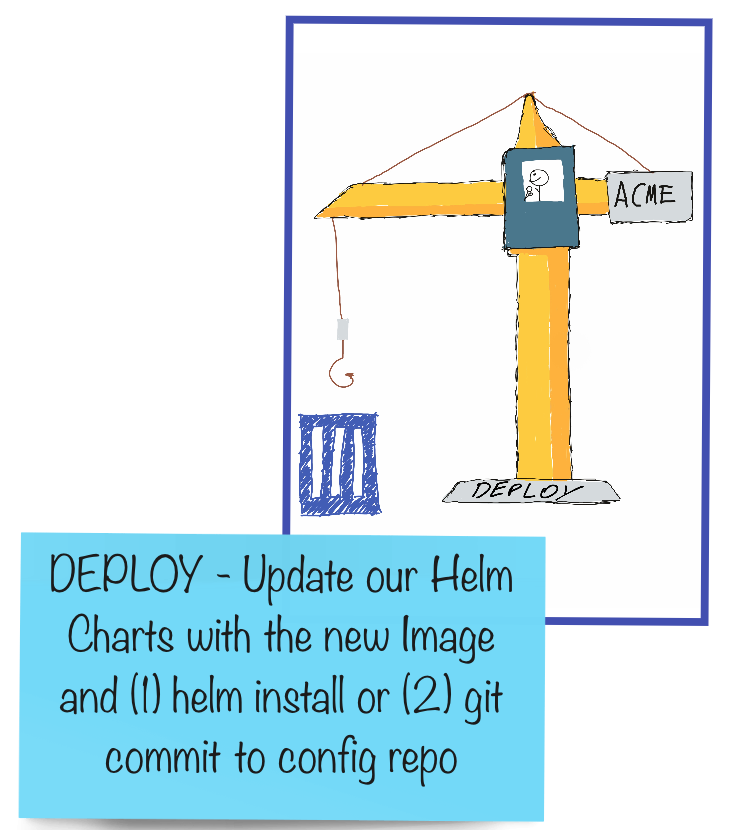 ACME
DEPLOY
DEPLOY - Update our Helm
Charts with the new Image
and (1) helm install or (2) git
commit to config repo